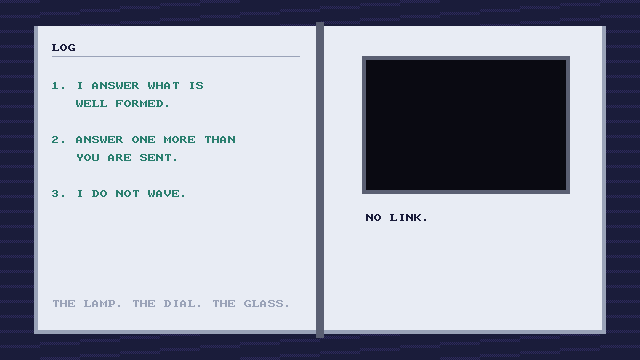 LOG
1. I ANSWER WHAT IS
WELL FORMED.
2. ANSWER ONE MORE THAN
YOU ARE SENT.
3. I DO NOT WAVE.
THE LAMP. THE DIAL. THE GLASS.
NO LINK.